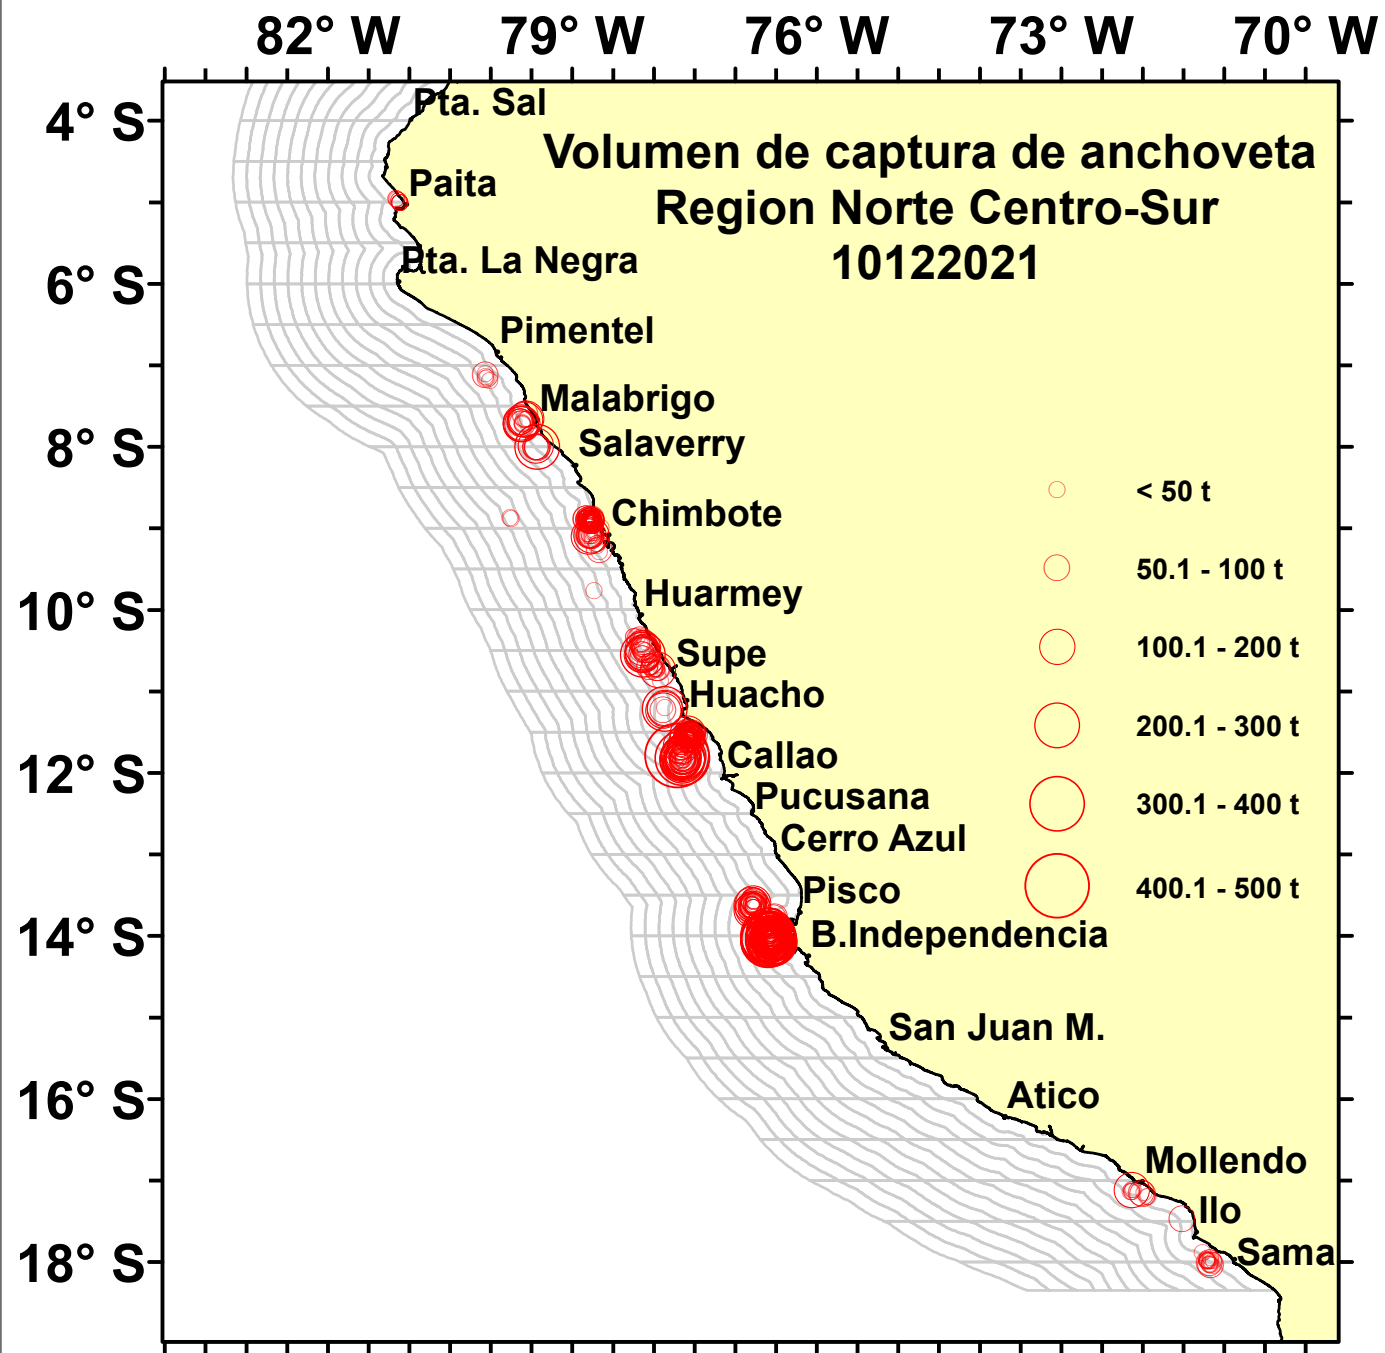 82° W 79° W 76° W 73° W 70° W
4° S
6° S
8° S
10° S
12° S
14° S
16° S
18° S
Volumen de captura de anchoveta
Region Norte Centro-Sur
10122021
Pta. Sal
Paita
Pta. La Negra
Pimentel
Malabrigo
Salaverry
Chimbote
Huarmey
Supe
Huacho
Callao
Pucusana
Cerro Azul
Pisco
B.Independencia
San Juan M.
Atico
Mollendo
Ilo
Sama
< 50 t
50.1 - 100 t
100.1 - 200 t
200.1 - 300 t
300.1 - 400 t
400.1 - 500 t